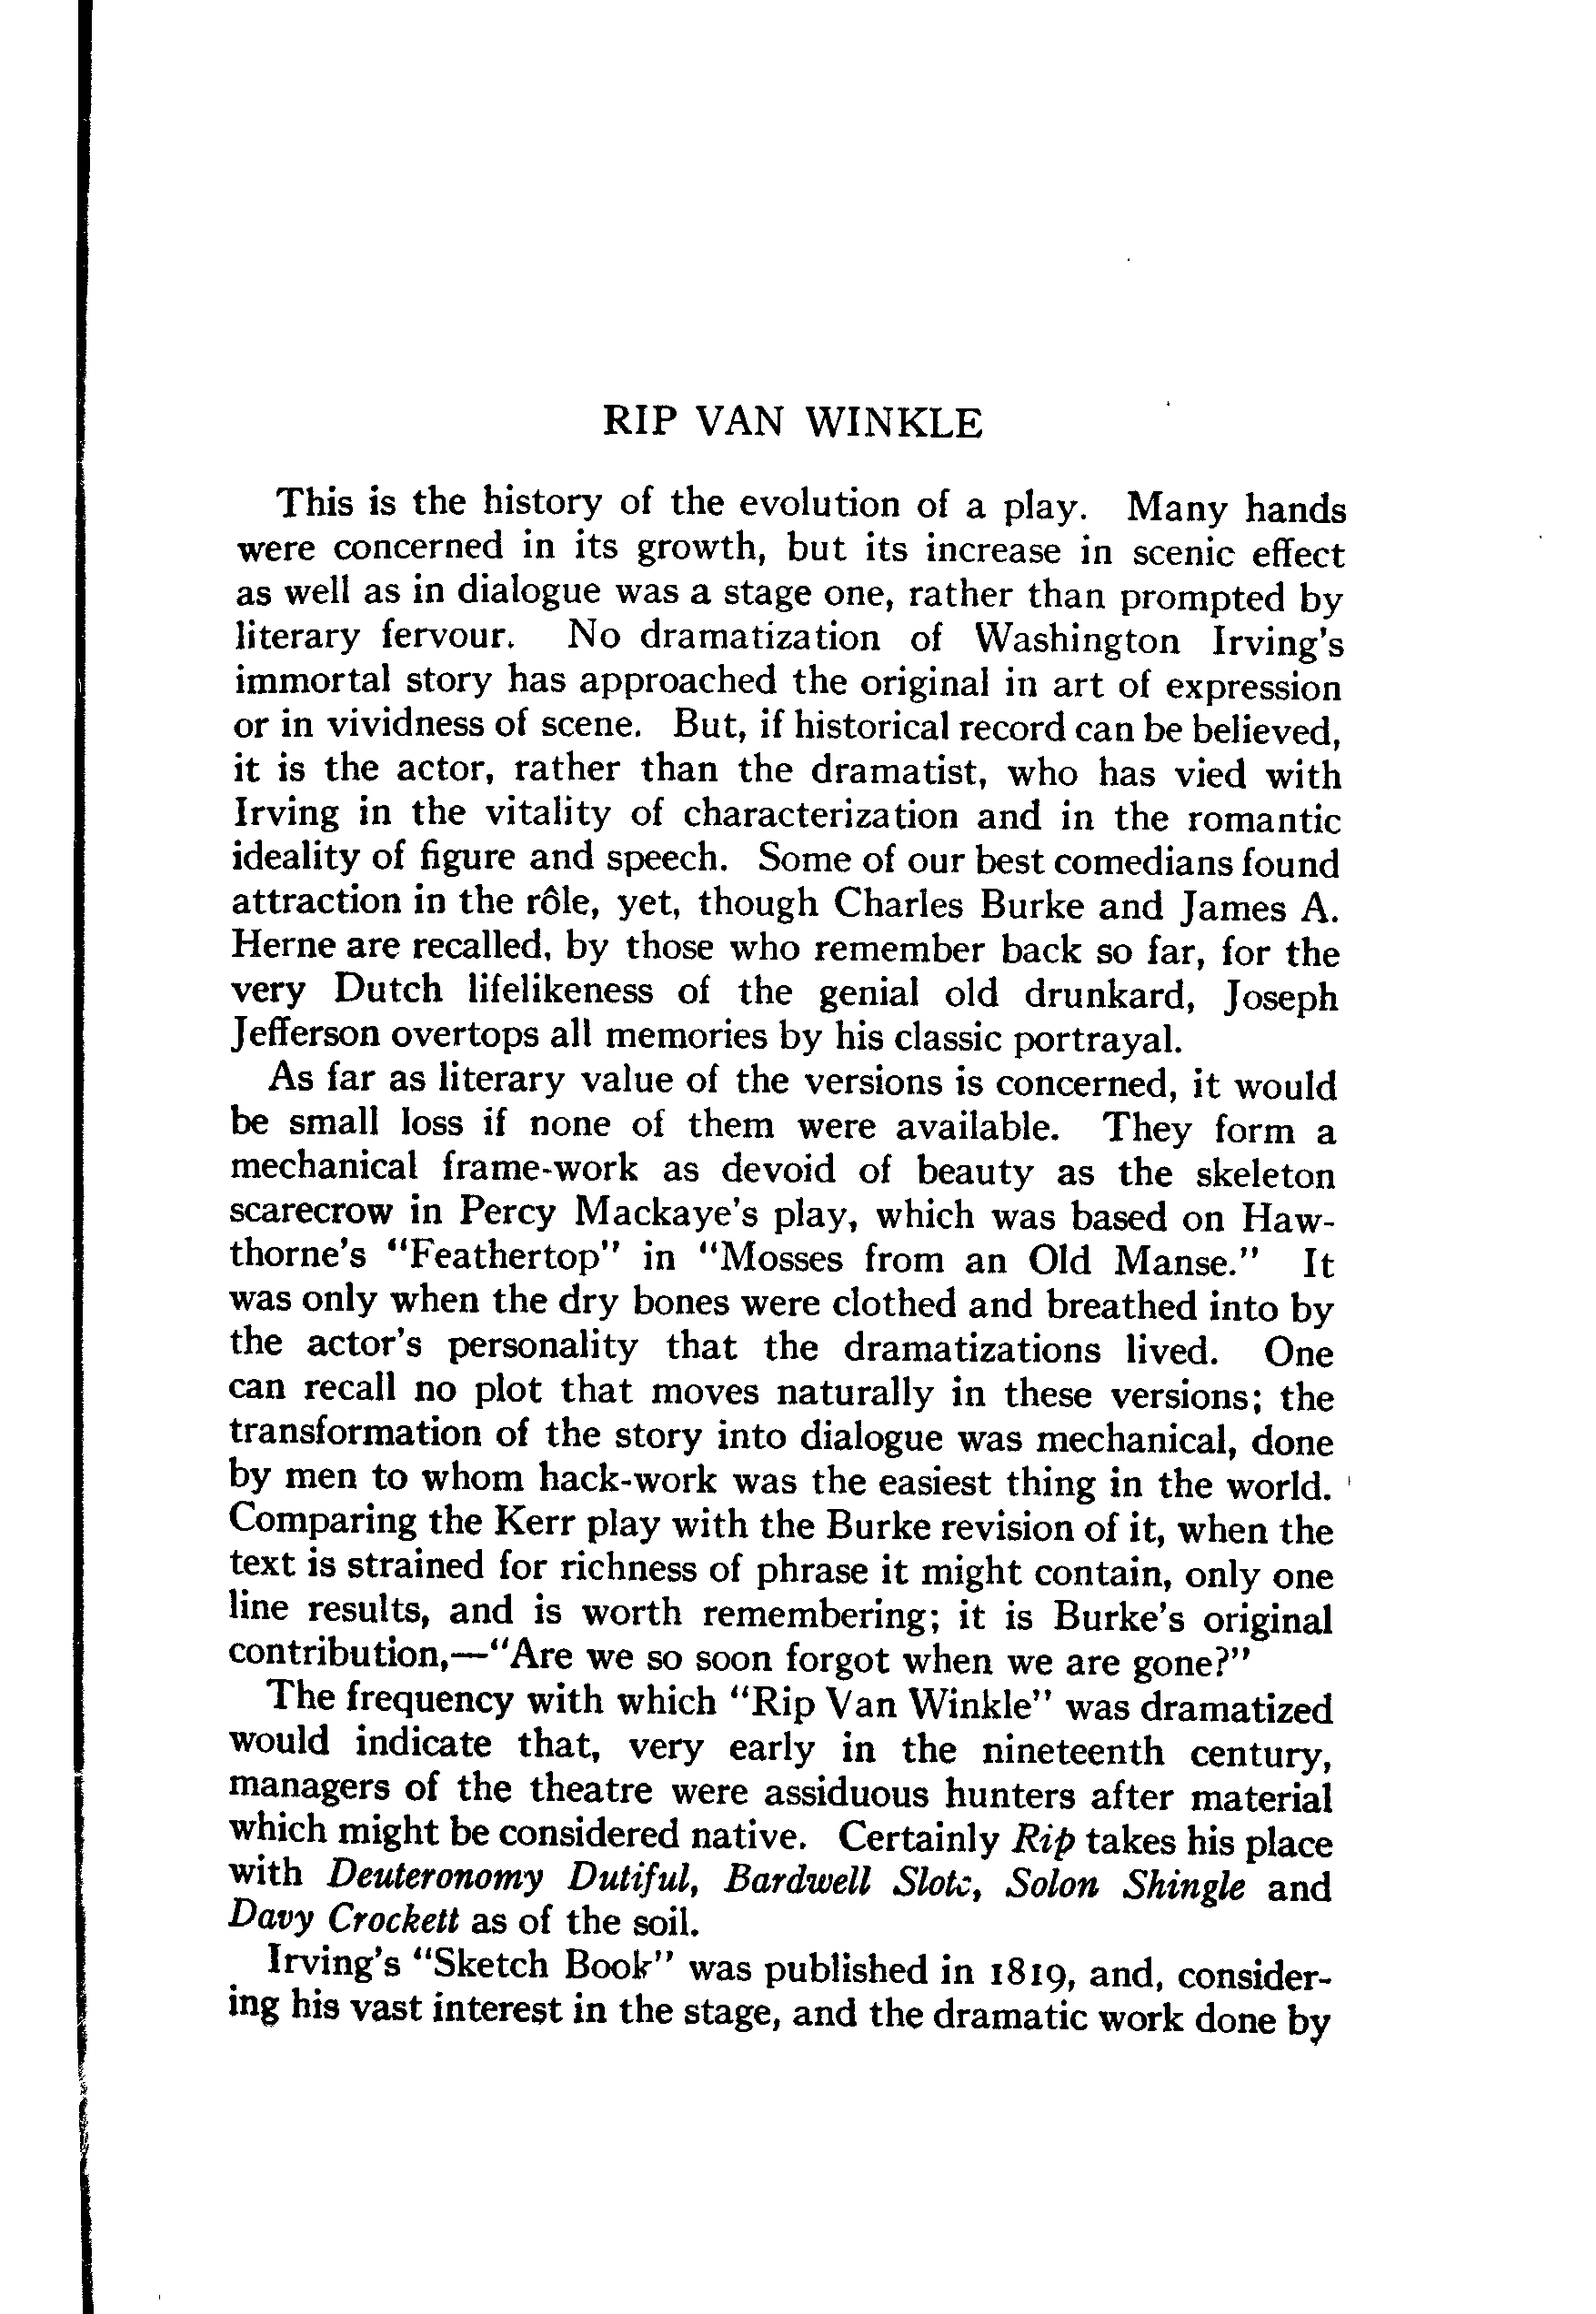 RIP VAN WINKLE
This is the history of the evolution of a play. Many hands
were concerned in its growth, but its increase in scenic effect
as well as in dialogue was a stage one, rather than prompted by
literary fervour. No dramatization of Washington Irving's
immortal story has approached the original in art of expression
or in vividness of scene. But, if historical record can be believed,
it is the actor, rather than the dramatist, who has vied with
Irving in the vitality of characterization and in the romantic
ideality of figure and speech. Some of our best comedians found
attraction in the rôle, yet, though Charles Burke and James A.
Herne are recalled, by those who remember back so far, for the
very Dutch lifelikeness of the genial old drunkard, Joseph
Jefferson overtops all memories by his classic portrayal.
As far as literary value of the versions is concerned, it would
be small loss if none of them were available. They form a
mechanical frame-work as devoid of beauty as the skeleton
scarecrow in Percy Mackaye's play, which was based on Haw-
thorne's "Feathertop" in "Mosses from an Old Manse." It
was only when the dry bones were clothed and breathed into by
the actor's personality that the dramatizations lived. One
can recall no plot that moves naturally in these versions; the
transformation of the story into dialogue was mechanical, done
by men to whom hack-work was the easiest thing in the world.
Comparing the Kerr play with the Burke revision of it, when the
text is strained for richness of phrase it might contain, only one
line results, and is worth remembering; it is Burke's original
contribution,—"Are we so soon forgot when we are gone?"
The frequency with which "Rip Van Winkle" was dramatized
would indicate that, very early in the nineteenth century,
managers of the theatre were assiduous hunters after material
which might be considered native. Certainly Rip takes his place
with Deuteronomy Dutiful, Bardwell Slote, Solon Shingle and
Davy Crockett as of the soil.
Irving's "Sketch Book" was published in 1819, and, consider-
ing his vast interest in the stage, and the dramatic work done by